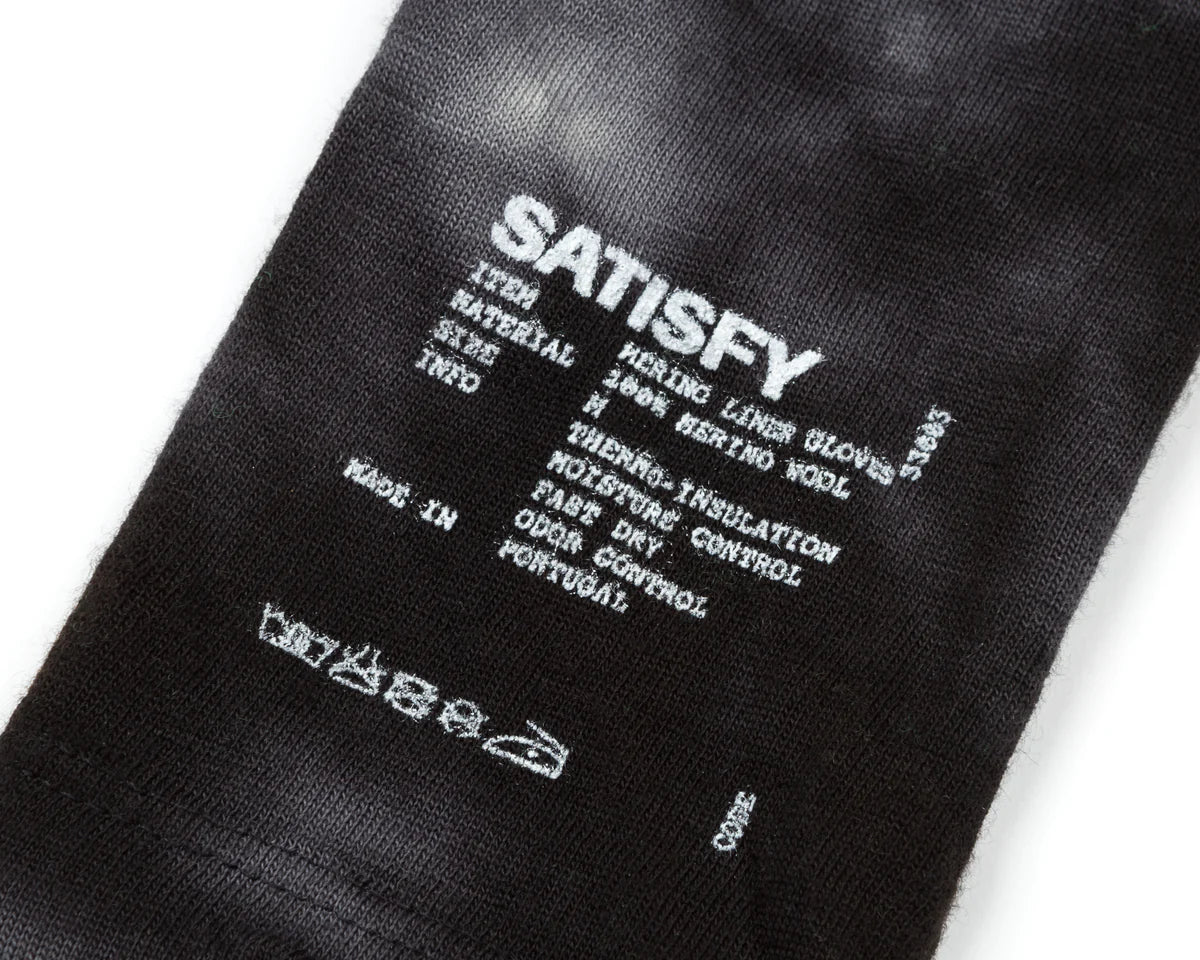 SATISFY
ITEM MERINO LINER GLOVES
MATERIAL 100% MERINO WOOL
SIZE M
INFO THERMO-INSULATION
MOISTURE CONTROL
FAST DRY
ODOR CONTROL
MADE IN PORTUGAL
CODE